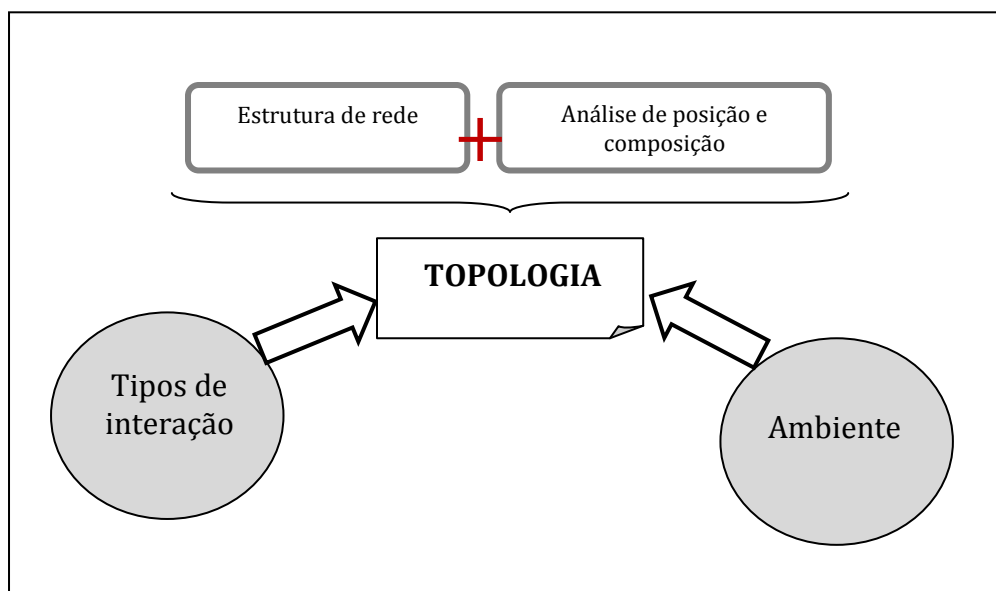 Estrutura de rede
Análise de posição e
composição
TOPOLOGIA
Tipos de
interação
Ambiente